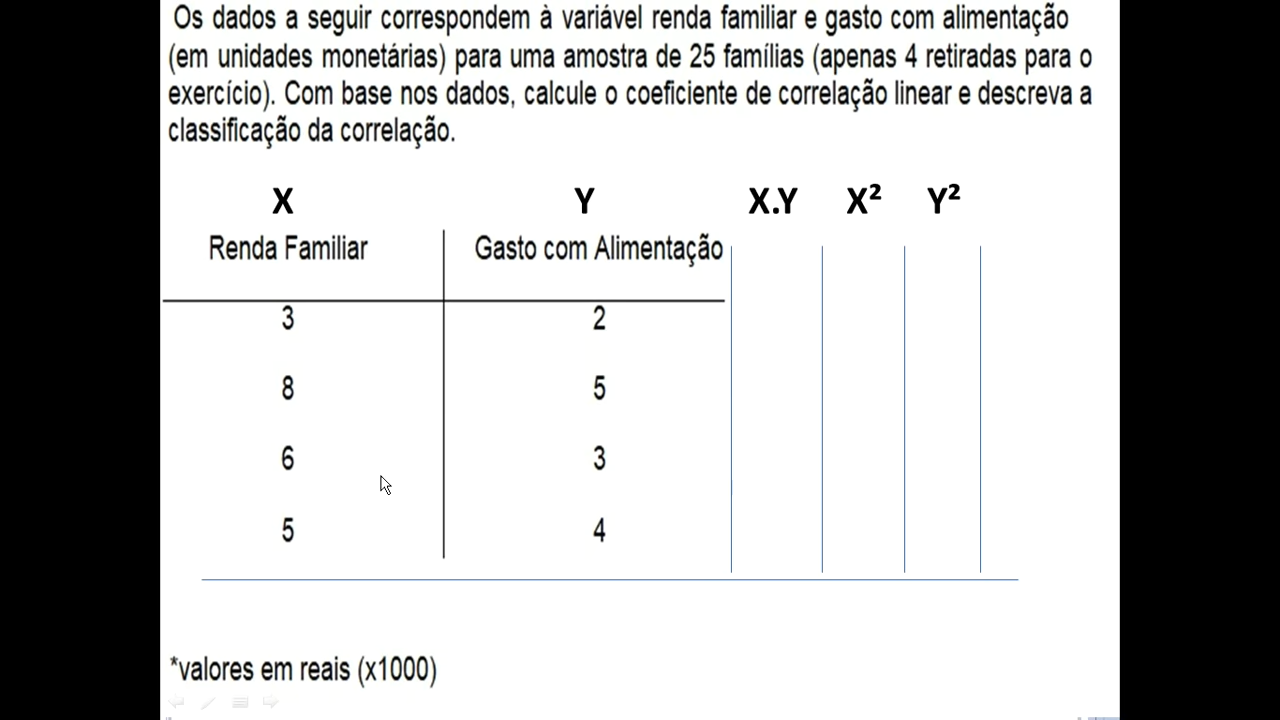 Os dados a seguir correspondem à variável renda familiar e gasto com alimentação
(em unidades monetárias) para uma amostra de 25 famílias (apenas 4 retiradas para o
exercício). Com base nos dados, calcule o coeficiente de correlação linear e descreva a
classificação da correlação.
X Y X.Y X² Y²
Renda Familiar Gasto com Alimentação
3 2
8 5
6 3
5 4
*valores em reais (x1000)